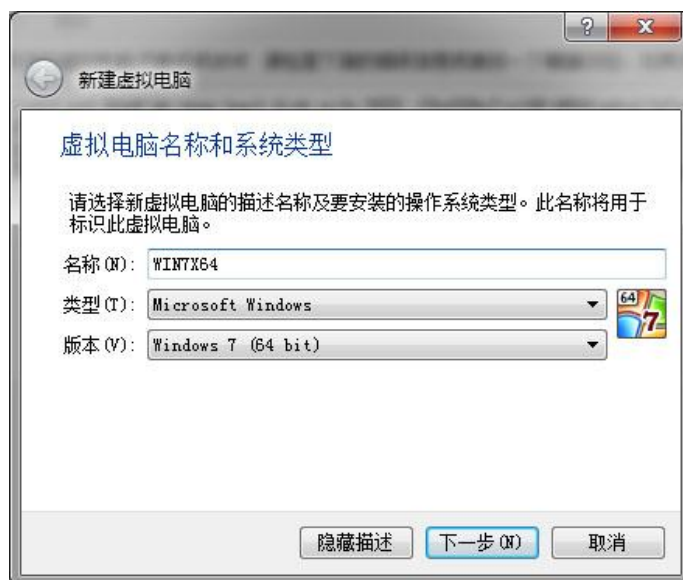 ?
X
新建虚拟电脑
虚拟电脑名称和系统类型
请选择新虚拟电脑的描述名称及要安装的操作系统类型。此名称将用于
标识此虚拟电脑。
名称(N): WIN7X64
类型(T): Microsoft Windows
64
7
版本(V): Windows 7 (64 bit)
隐藏描述 下一步(N) 取消